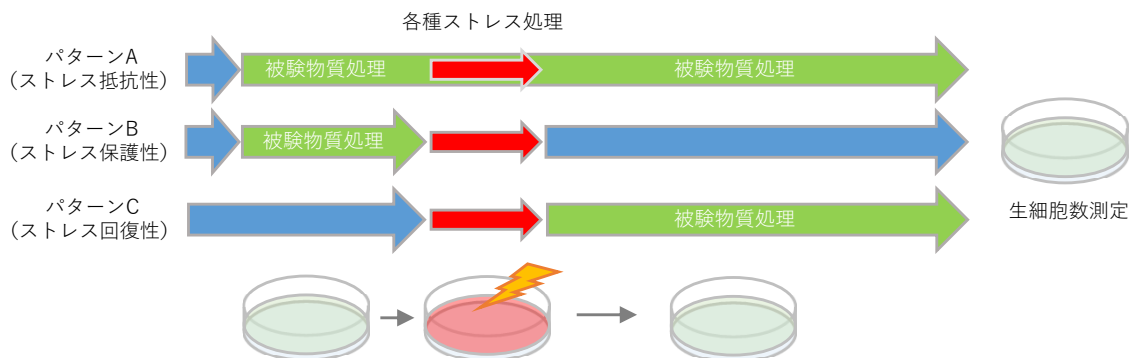 各種ストレス処理
パターンA
（ストレス抵抗性）
被験物質処理
被験物質処理
パターンB
（ストレス保護性）
被験物質処理
パターンC
（ストレス回復性）
被験物質処理
生細胞数測定